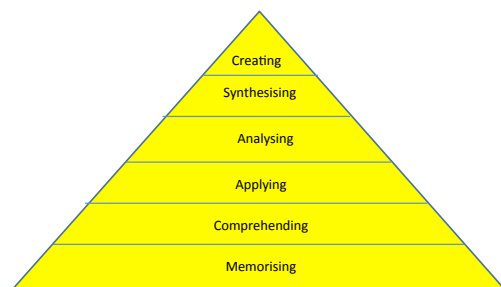 Creating
Synthesising
Analysing
Applying
Comprehending
Memorising